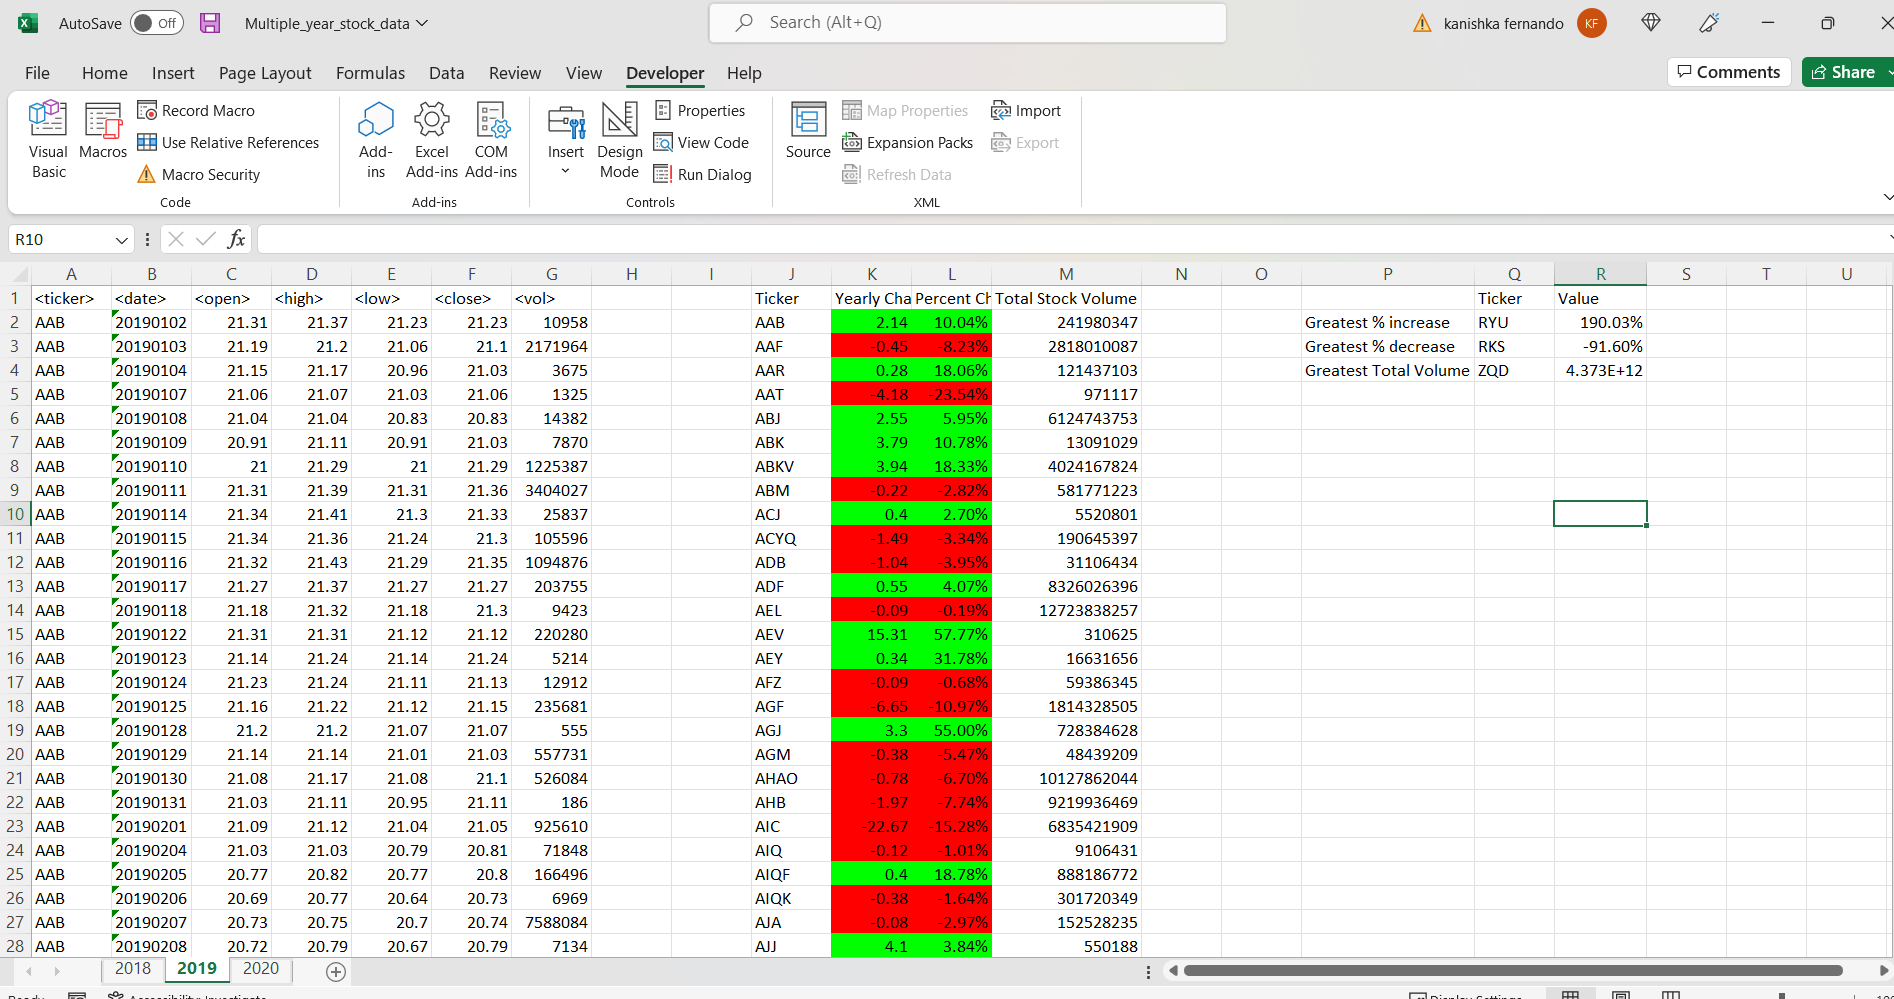 AutoSave Off Multiple_year_stock_data Search (Alt+Q) kanishka fernando KF
File Home Insert Page Layout Formulas Data Review View Developer Help Comments Share
Visual Basic Macros Record Macro Use Relative References Macro Security
Add-ins Excel Add-ins COM Add-ins
Insert Design Mode Properties View Code Run Dialog
Source Map Properties Expansion Packs Refresh Data Import Export
Code Add-ins Controls XML
R10 fx
A B C D E F G H I J K L M N O P Q R S T U
1 <ticker> <date> <open> <high> <low> <close> <vol> Ticker Yearly Cha Percent Ch Total Stock Volume Ticker Value
2 AAB 20190102 21.31 21.37 21.23 21.23 10958 AAB 2.14 10.04% 241980347 Greatest % increase RYU 190.03%
3 AAB 20190103 21.19 21.2 21.06 21.1 2171964 AAF -0.45 -8.23% 2818010087 Greatest % decrease RKS -91.60%
4 AAB 20190104 21.15 21.17 20.96 21.03 3675 AAR 0.28 18.06% 121437103 Greatest Total Volume ZQD 4.373E+12
5 AAB 20190107 21.06 21.07 21.03 21.06 1325 AAT -4.18 -23.54% 971117
6 AAB 20190108 21.04 21.04 20.83 20.83 14382 ABJ 2.55 5.95% 6124743753
7 AAB 20190109 20.91 21.11 20.91 21.03 7870 ABK 3.79 10.78% 13091029
8 AAB 20190110 21 21.29 21 21.29 1225387 ABKV 3.94 18.33% 4024167824
9 AAB 20190111 21.31 21.39 21.31 21.36 3404027 ABM -0.22 -2.82% 581771223
10 AAB 20190114 21.34 21.41 21.3 21.33 25837 ACJ 0.4 2.70% 5520801
11 AAB 20190115 21.34 21.36 21.24 21.3 105596 ACYQ -1.49 -3.34% 190645397
12 AAB 20190116 21.32 21.43 21.29 21.35 1094876 ADB -1.04 -3.95% 31106434
13 AAB 20190117 21.27 21.37 21.27 21.27 203755 ADF 0.55 4.07% 8326026396
14 AAB 20190118 21.18 21.32 21.18 21.3 9423 AEL -0.09 -0.19% 12723838257
15 AAB 20190122 21.31 21.31 21.12 21.12 220280 AEV 15.31 57.77% 310625
16 AAB 20190123 21.14 21.24 21.14 21.24 5214 AEY 0.34 31.78% 16631656
17 AAB 20190124 21.23 21.24 21.11 21.13 12912 AFZ -0.09 -0.68% 59386345
18 AAB 20190125 21.16 21.22 21.12 21.15 235681 AGF -6.65 -10.97% 1814328505
19 AAB 20190128 21.2 21.2 21.07 21.07 555 AGJ 3.3 55.00% 728384628
20 AAB 20190129 21.14 21.14 21.01 21.03 557731 AGM -0.38 -5.47% 48439209
21 AAB 20190130 21.08 21.17 21.08 21.1 526084 AHAO -0.78 -6.70% 10127862044
22 AAB 20190131 21.03 21.11 20.95 21.11 186 AHB -1.97 -7.74% 9219936469
23 AAB 20190201 21.09 21.12 21.04 21.05 925610 AIC -22.67 -15.28% 6835421909
24 AAB 20190204 21.03 21.03 20.79 20.81 71848 AIQ -0.12 -1.01% 9106431
25 AAB 20190205 20.77 20.82 20.77 20.8 166496 AIQF 0.4 18.78% 888186772
26 AAB 20190206 20.69 20.77 20.64 20.73 6969 AIQK -0.38 -1.64% 301720349
27 AAB 20190207 20.73 20.75 20.7 20.74 7588084 AJA -0.08 -2.97% 152528235
28 AAB 20190208 20.72 20.79 20.67 20.79 7134 AJJ 4.1 3.84% 550188
2018 2019 2020